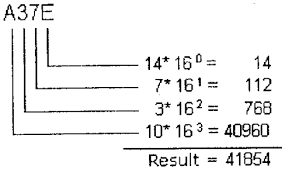 A37E
14* 16⁰ = 14
7* 16¹ = 112
3* 16² = 768
10* 16³ = 40960
Result = 41854